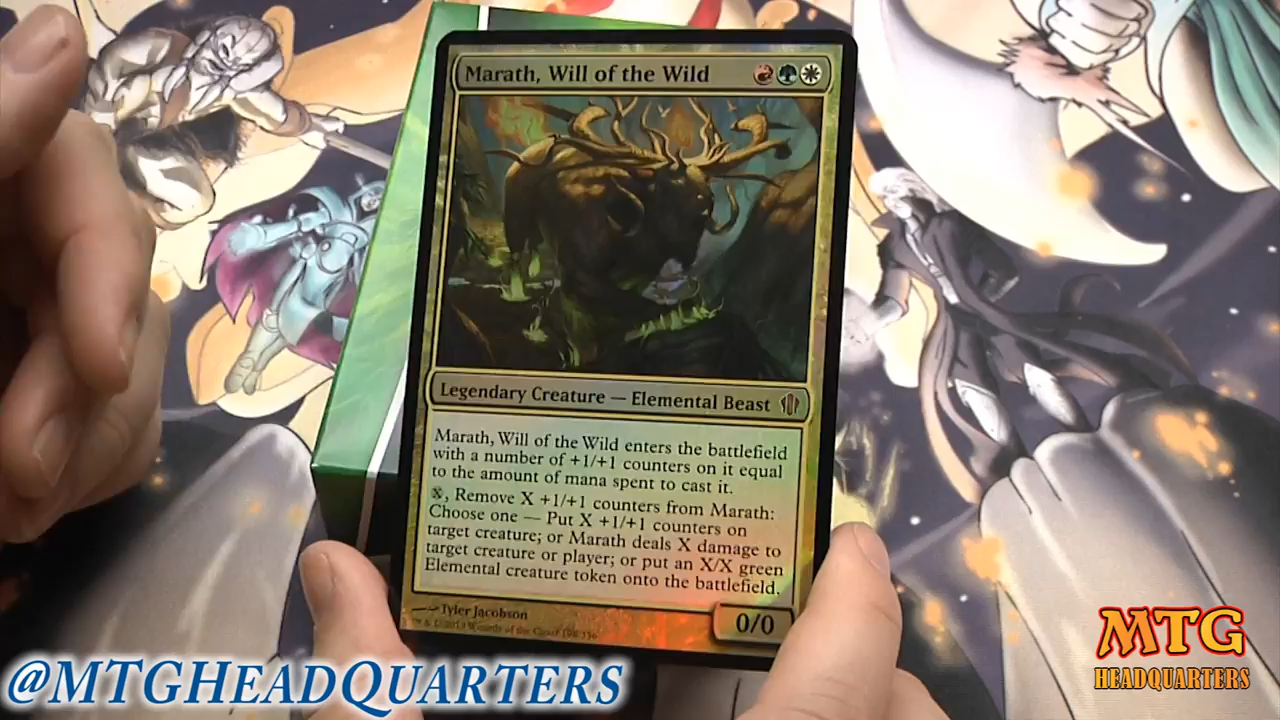 Marath, Will of the Wild
Legendary Creature — Elemental Beast
Marath, Will of the Wild enters the battlefield
with a number of +1/+1 counters on it equal
to the amount of mana spent to cast it.
X, Remove X +1/+1 counters from Marath:
Choose one — Put X +1/+1 counters on
target creature; or Marath deals X damage to
target creature or player; or put an X/X green
Elemental creature token onto the battlefield.
Tyler Jacobson
0/0
@MTGHEADQUARTERS
MTG
HEADQUARTERS